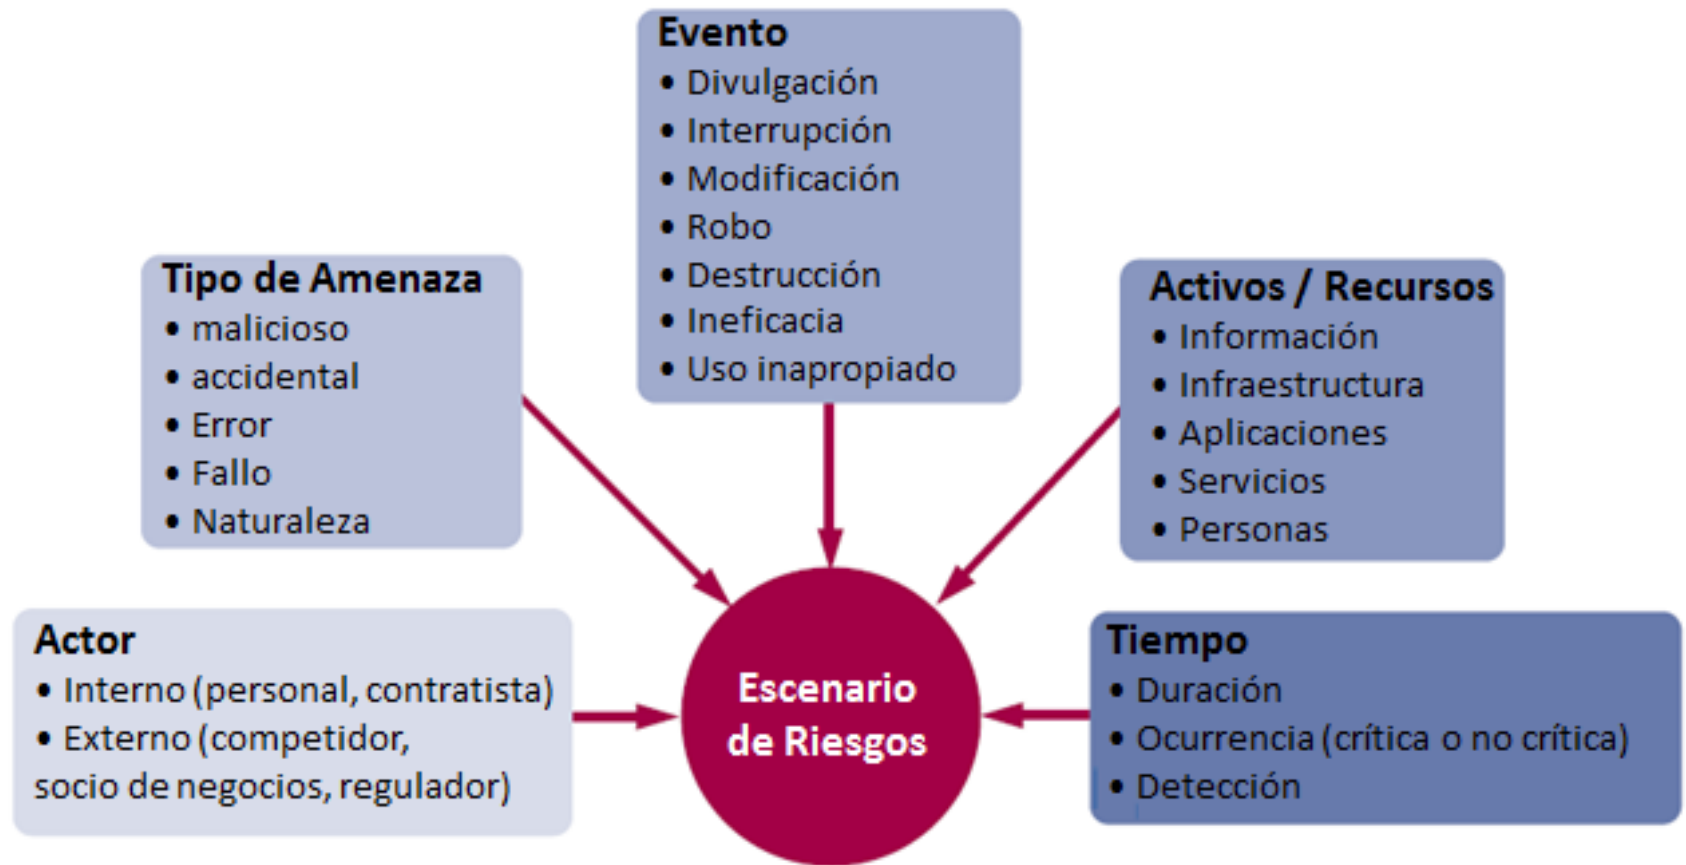 Evento
• Divulgación
• Interrupción
• Modificación
• Robo
• Destrucción
• Ineficacia
• Uso inapropiado
Tipo de Amenaza
• malicioso
• accidental
• Error
• Fallo
• Naturaleza
Activos / Recursos
• Información
• Infraestructura
• Aplicaciones
• Servicios
• Personas
Actor
• Interno (personal, contratista)
• Externo (competidor,
socio de negocios, regulador)
Escenario
de Riesgos
Tiempo
• Duración
• Ocurrencia (crítica o no crítica)
• Detección